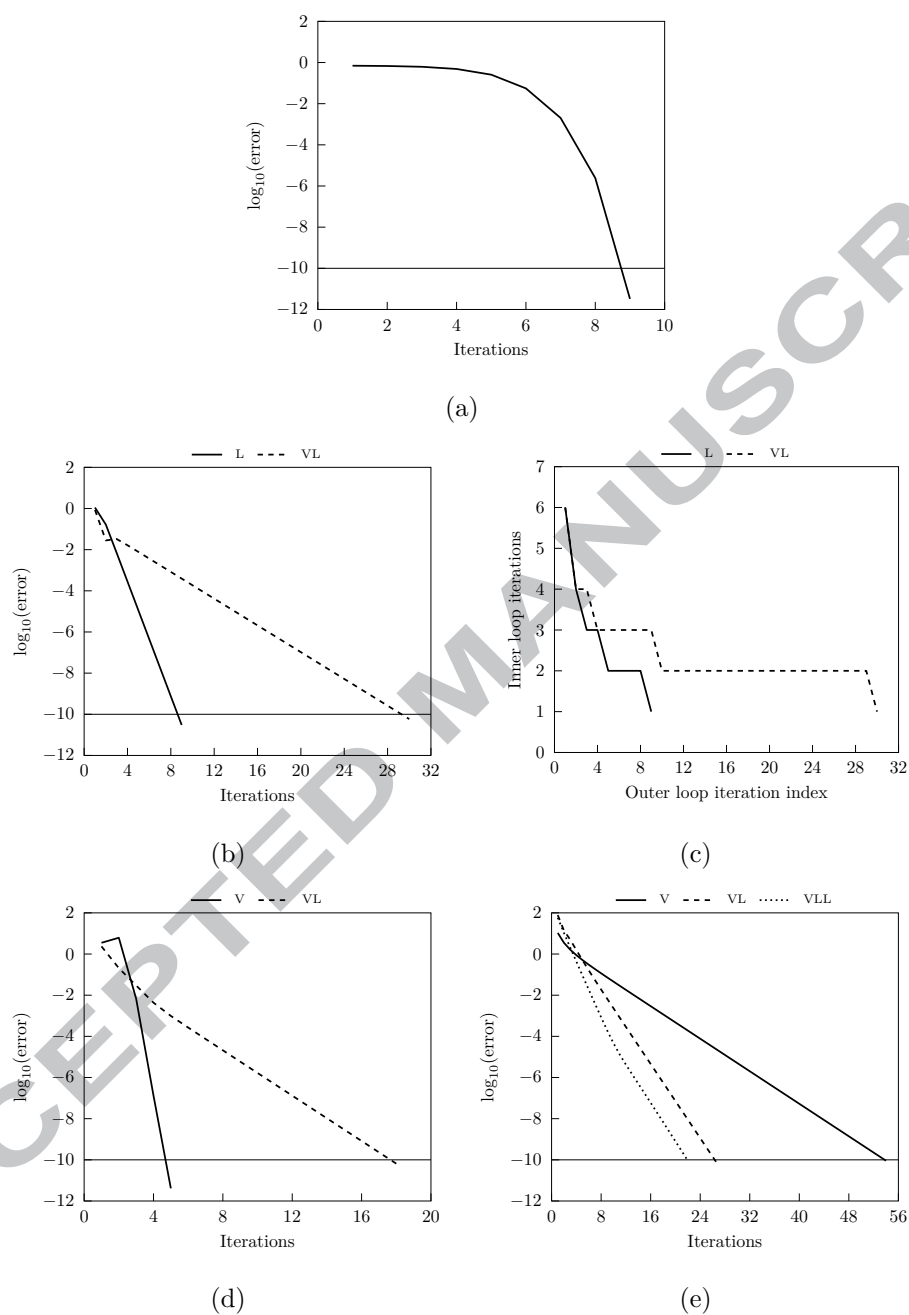 2
0
−2
−4
−6
−8
−10
−12
0 2 4 6 8 10
log10(error)
Iterations
(a)
L VL
2
0
−2
−4
−6
−8
−10
−12
0 4 8 12 16 20 24 28 32
log10(error)
Iterations
(b)
L VL
7
6
5
4
3
2
1
0
0 4 8 12 16 20 24 28 32
Inner loop iterations
Outer loop iteration index
(c)
V VL
2
0
−2
−4
−6
−8
−10
−12
0 4 8 12 16 20
log10(error)
Iterations
(d)
V VL VLL
2
0
−2
−4
−6
−8
−10
−12
0 8 16 24 32 40 48 56
log10(error)
Iterations
(e)
CEPTED MANUSCR